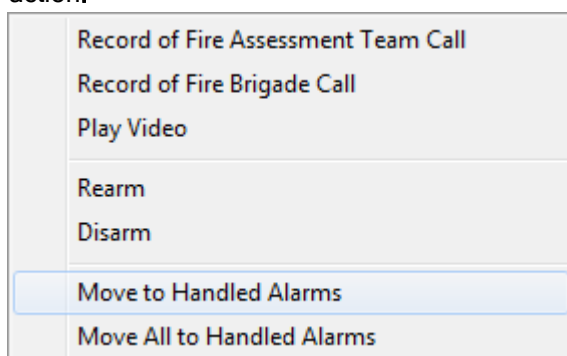 action.
Record of Fire Assessment Team Call
Record of Fire Brigade Call
Play Video
Rearm
Disarm
Move to Handled Alarms
Move All to Handled Alarms